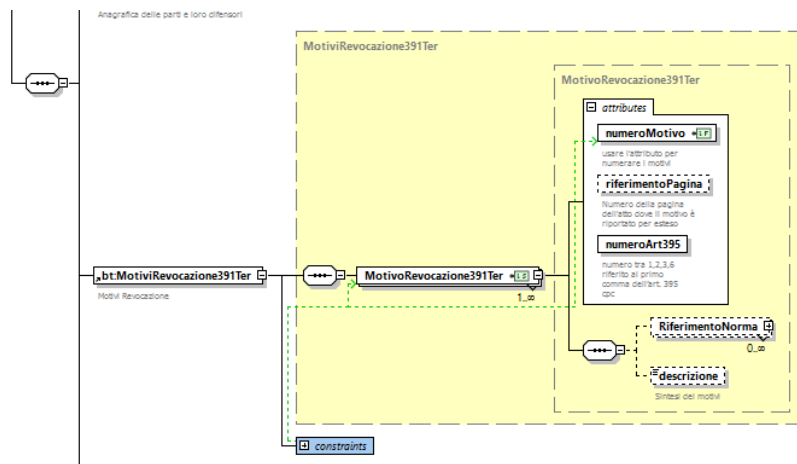 Anagrafica delle parti e loro difensori
MotiviRevocazione391Ter
MotivoRevocazione391Ter
attributes
numeroMotivo
usare l'attributo per
numerare i motivi
riferimentoPagina
Numero della pagina
dell'atto dove il motivo è
riportato per esteso
numeroArt395
numero tra 1,2,3,6
riferito al primo
comma dell'art. 395
cpc
bt:MotiviRevocazione391Ter
Motivi Revocazione
MotivoRevocazione391Ter
1..∞
RiferimentoNorma
0..∞
descrizione
Sintesi dei motivi
constraints